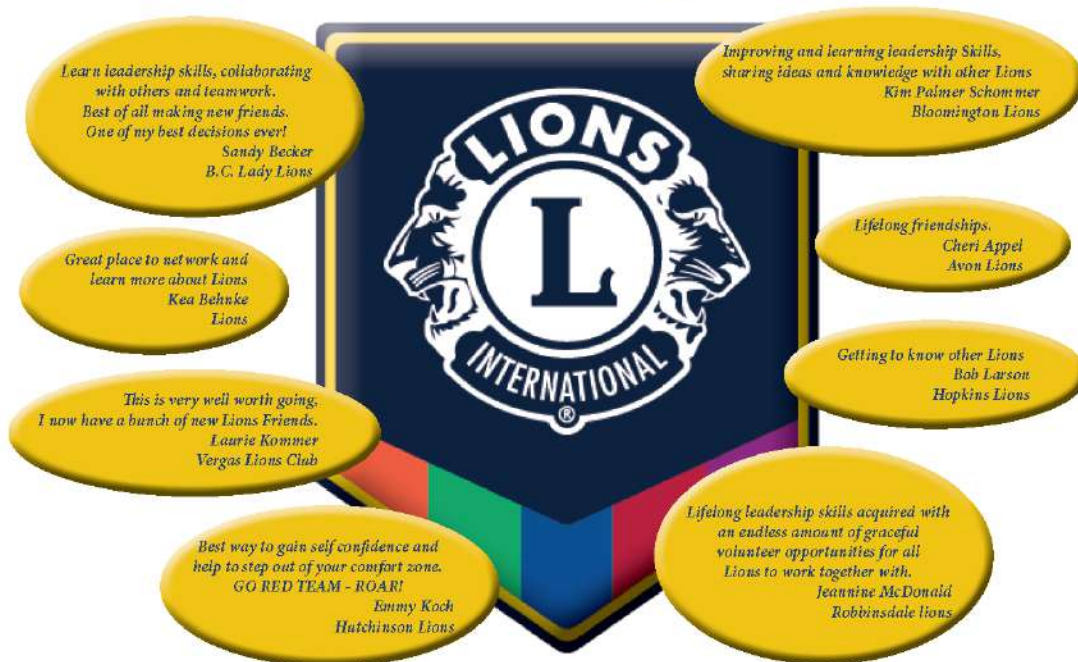 Learn leadership skills, collaborating
with others and teamwork.
Best of all making new friends.
One of my best decisions ever!
Sandy Becker
B.C. Lady Lions
Improving and learning leadership Skills,
sharing ideas and knowledge with other Lions
Kim Palmer Schommer
Bloomington Lions
LIONS
L
INTERNATIONAL
®
Great place to network and
learn more about Lions
Kea Behnke
Lions
Lifelong friendships.
Cheri Appel
Avon Lions
Getting to know other Lions
Bob Larson
Hopkins Lions
This is very well worth going,
I now have a bunch of new Lions Friends.
Laurie Kommer
Vergas Lions Club
Best way to gain self confidence and
help to step out of your comfort zone.
GO RED TEAM - ROAR!
Emmy Koch
Hutchinson Lions
Lifelong leadership skills acquired with
an endless amount of graceful
volunteer opportunities for all
Lions to work together with.
Jeannine McDonald
Robbinsdale lions